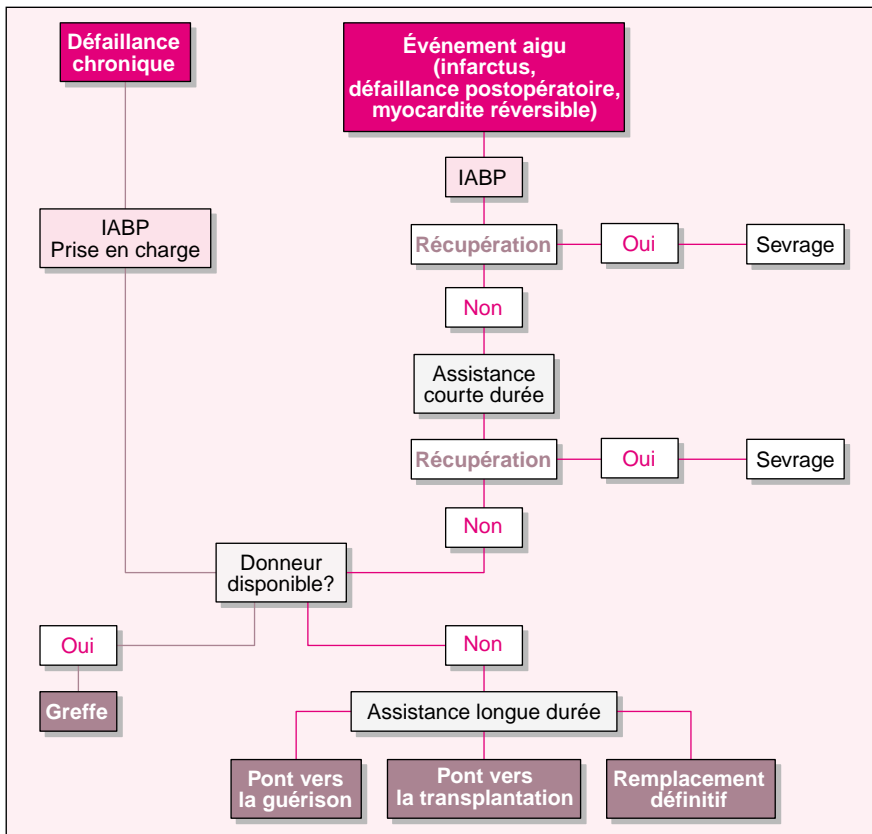 Défaillance
chronique
Événement aigu
(infarctus,
défaillance postopératoire,
myocardite réversible)
IABP
IABP
Prise en charge
Récupération
Oui
Sevrage
Non
Assistance
courte durée
Récupération
Oui
Sevrage
Non
Donneur
disponible?
Oui
Non
Greffe
Assistance longue durée
Pont vers
la guérison
Pont vers
la transplantation
Remplacement
définitif